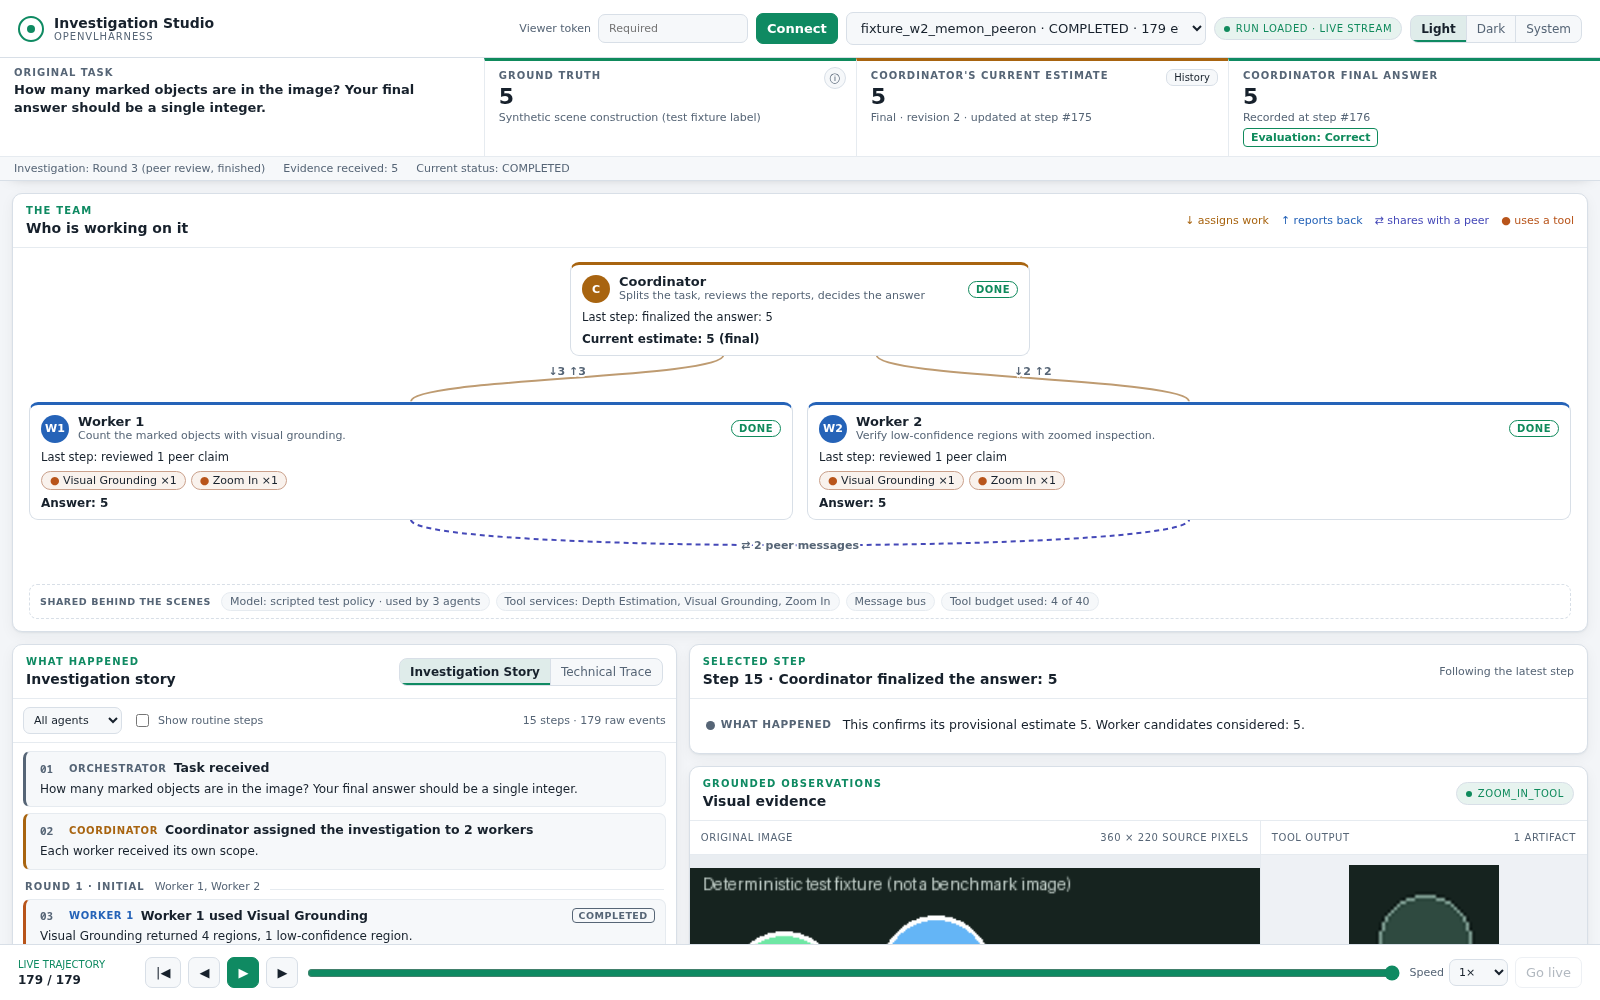 Investigation Studio
OPENVLHARNESS
Viewer token
Required
Connect
fixture_w2_memon_peeron · COMPLETED · 179 e
RUN LOADED · LIVE STREAM
Light
Dark
System
ORIGINAL TASK
How many marked objects are in the image? Your final
answer should be a single integer.
GROUND TRUTH
5
Synthetic scene construction (test fixture label)
COORDINATOR'S CURRENT ESTIMATE
History
5
Final · revision 2 · updated at step #175
COORDINATOR FINAL ANSWER
5
Recorded at step #176
Evaluation: Correct
Investigation: Round 3 (peer review, finished)
Evidence received: 5
Current status: COMPLETED
THE TEAM
Who is working on it
↓ assigns work
↑ reports back
⇄ shares with a peer
uses a tool
C
Coordinator
Splits the task, reviews the reports, decides the answer
DONE
Last step: finalized the answer: 5
Current estimate: 5 (final)
↓3 ↑3
↓2 ↑2
W1
Worker 1
Count the marked objects with visual grounding.
DONE
Last step: reviewed 1 peer claim
Visual Grounding ×1
Zoom In ×1
Answer: 5
W2
Worker 2
Verify low-confidence regions with zoomed inspection.
DONE
Last step: reviewed 1 peer claim
Visual Grounding ×1
Zoom In ×1
Answer: 5
⇄ 2 peer messages
SHARED BEHIND THE SCENES
Model: scripted test policy · used by 3 agents
Tool services: Depth Estimation, Visual Grounding, Zoom In
Message bus
Tool budget used: 4 of 40
WHAT HAPPENED
Investigation story
Investigation Story
Technical Trace
All agents
Show routine steps
15 steps · 179 raw events
01 ORCHESTRATOR Task received
How many marked objects are in the image? Your final answer should be a single integer.
02 COORDINATOR Coordinator assigned the investigation to 2 workers
Each worker received its own scope.
ROUND 1 · INITIAL Worker 1, Worker 2
03 WORKER 1 Worker 1 used Visual Grounding
COMPLETED
Visual Grounding returned 4 regions, 1 low-confidence region.
SELECTED STEP
Step 15 · Coordinator finalized the answer: 5
Following the latest step
WHAT HAPPENED This confirms its provisional estimate 5. Worker candidates considered: 5.
GROUNDED OBSERVATIONS
Visual evidence
ZOOM_IN_TOOL
ORIGINAL IMAGE
360 × 220 SOURCE PIXELS
TOOL OUTPUT
1 ARTIFACT
Deterministic test fixture (not a benchmark image)
LIVE TRAJECTORY
179 / 179
Speed
1×
Go live